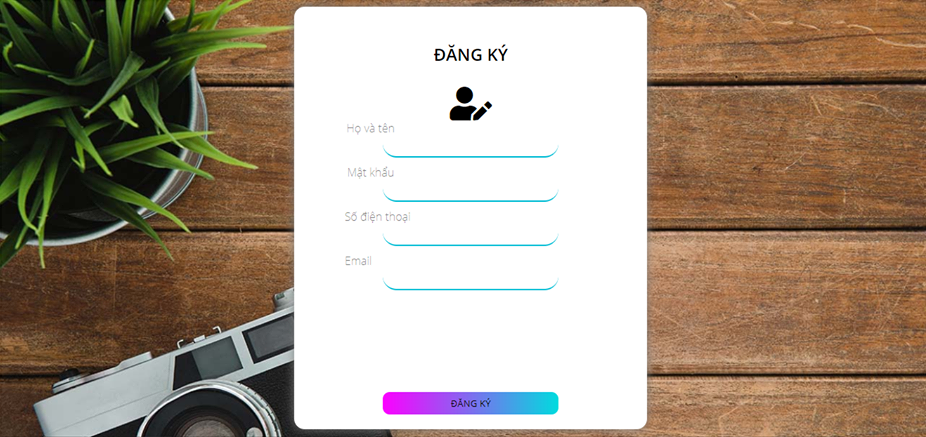 ĐĂNG KÝ
Họ và tên
Mật khẩu
Số điện thoại
Email
ĐĂNG KÝ